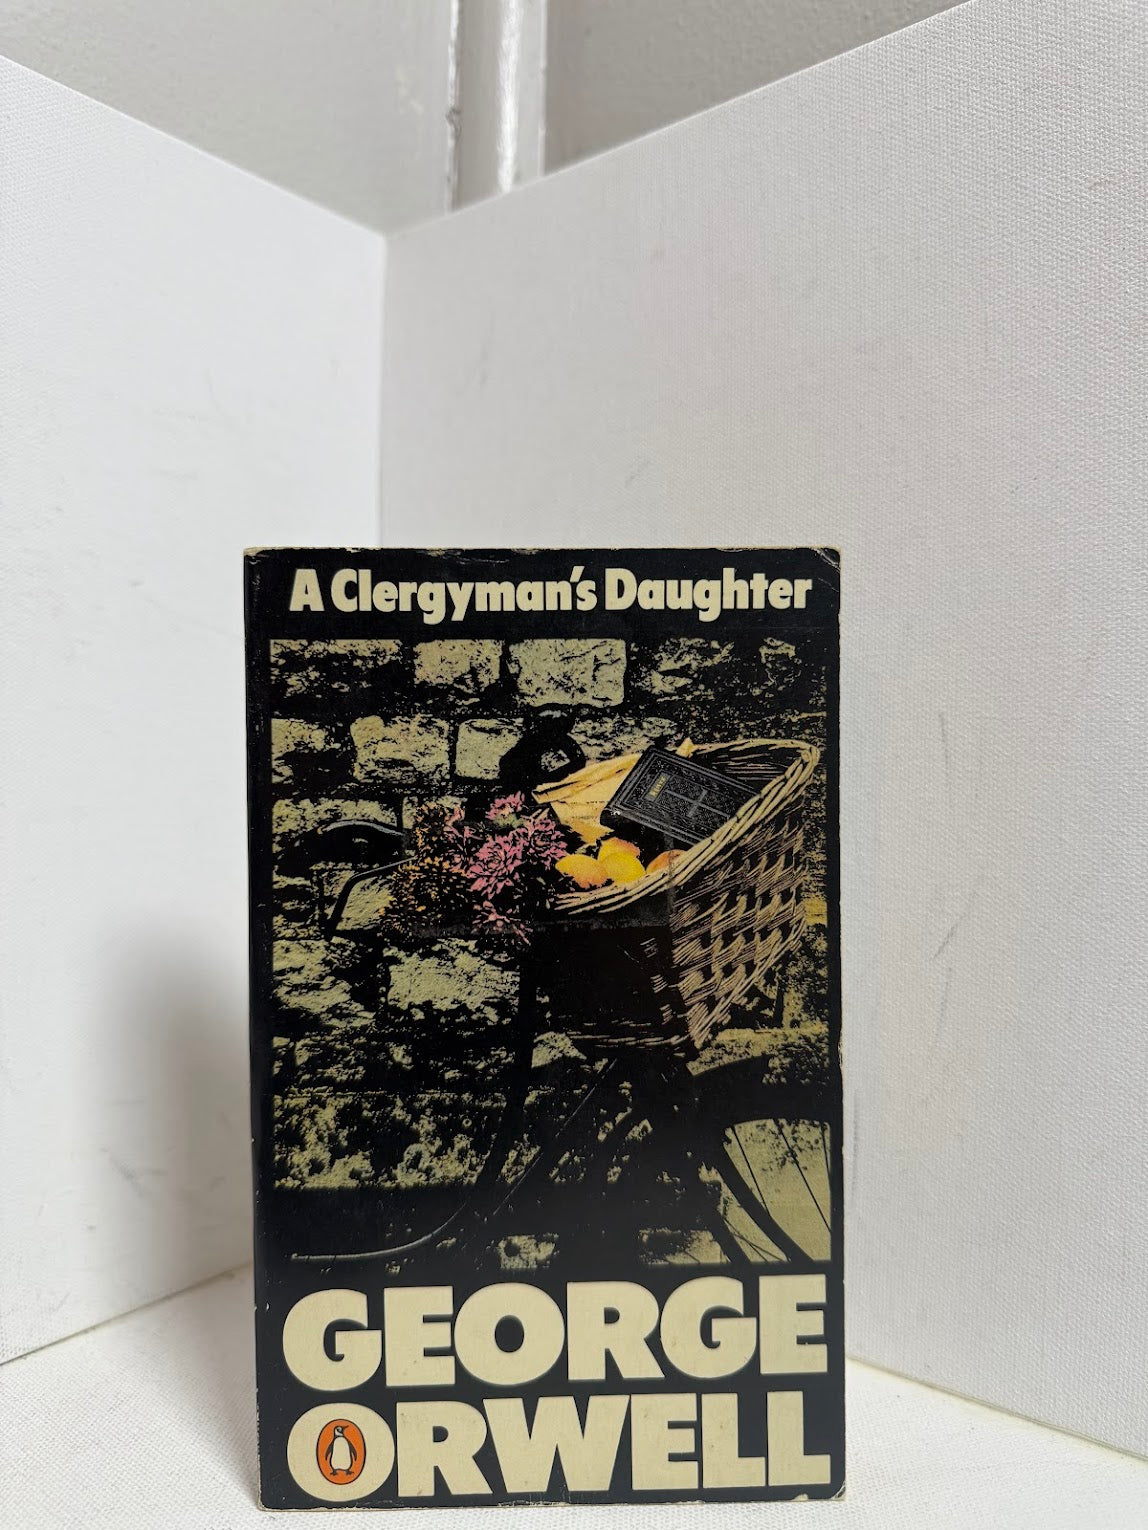 A Clergyman's Daughter
GEORGE
ORWELL